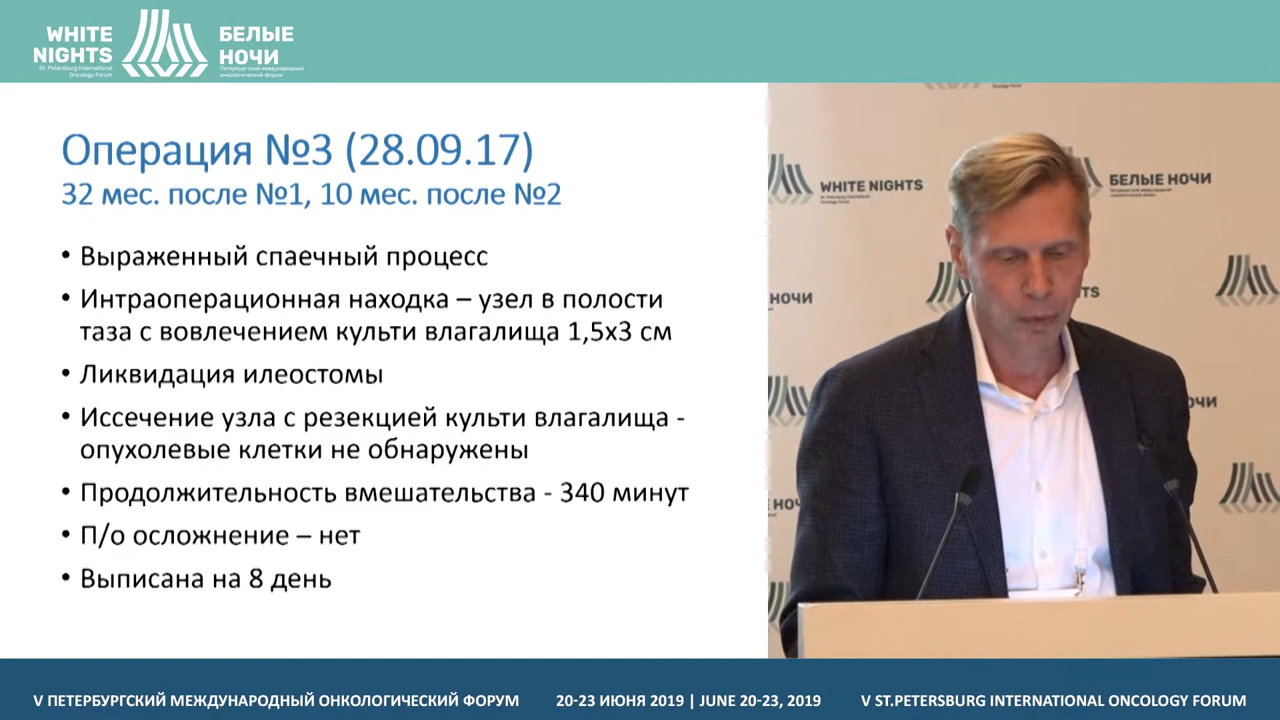 WHITE
NIGHTS
St. Petersburg International
Oncology Forum
БЕЛЫЕ
НОЧИ
Петербургский международный
онкологический форум
Операция №3 (28.09.17)
32 мес. после №1, 10 мес. после №2
• Выраженный спаечный процесс
• Интраоперационная находка – узел в полости
таза с вовлечением культи влагалища 1,5х3 см
• Ликвидация илеостомы
• Иссечение узла с резекцией культи влагалища -
опухолевые клетки не обнаружены
• Продолжительность вмешательства - 340 минут
• П/о осложнение – нет
• Выписана на 8 день
WHITE NIGHTS
БЕЛЫЕ НОЧИ
НОЧИ
TS
ОЧИ
НО
V ПЕТЕРБУРГСКИЙ МЕЖДУНАРОДНЫЙ ОНКОЛОГИЧЕСКИЙ ФОРУМ
20-23 ИЮНЯ 2019 | JUNE 20-23, 2019
V ST.PETERSBURG INTERNATIONAL ONCOLOGY FORUM